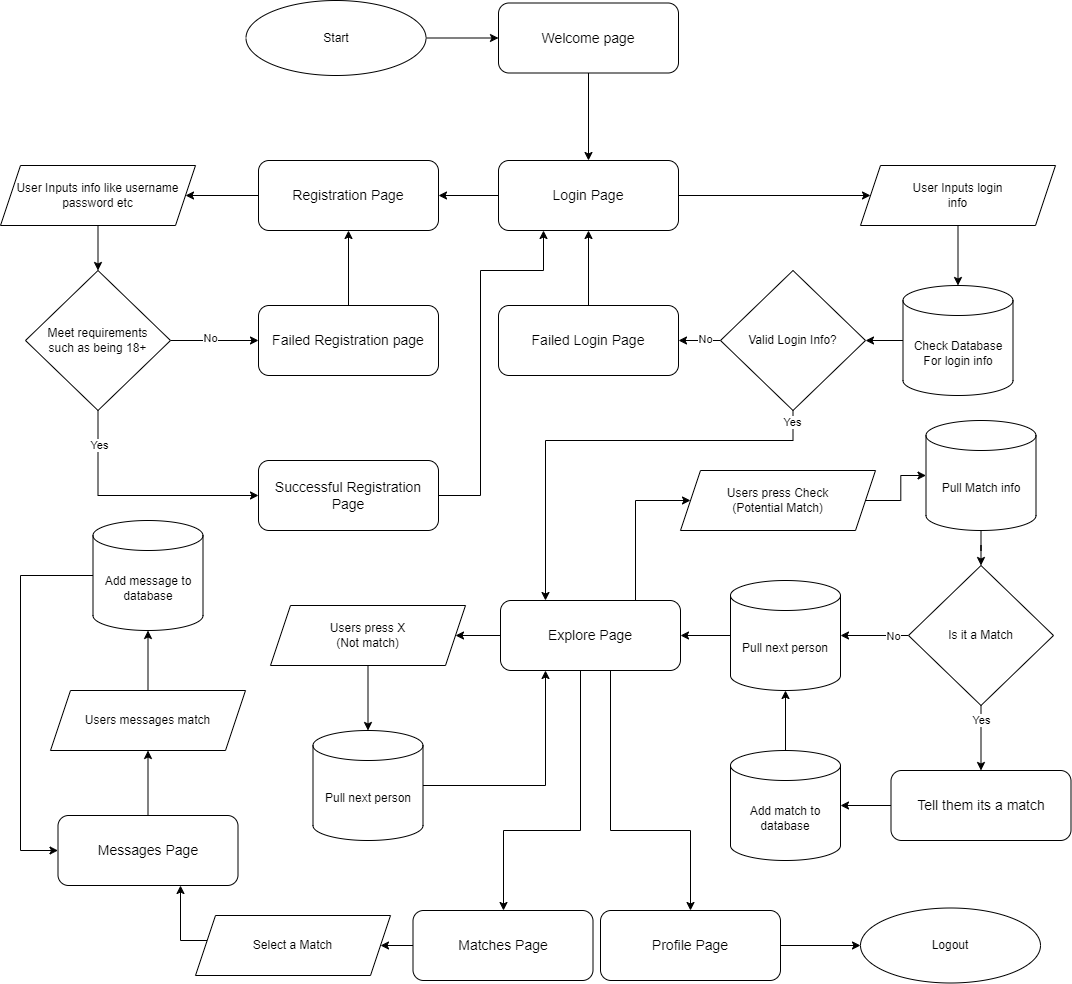 Start
Welcome page
User Inputs info like username
password etc
Registration Page
Login Page
User Inputs login
info
Meet requirements
such as being 18+
No
Failed Registration page
Failed Login Page
No
Valid Login Info?
Check Database
For login info
Yes
Yes
Successful Registration
Page
Users press Check
(Potential Match)
Pull Match info
Add message to
database
Users press X
(Not match)
Explore Page
Pull next person
No
Is it a Match
Users messages match
Yes
Pull next person
Add match to
database
Tell them its a match
Messages Page
Select a Match
Matches Page
Profile Page
Logout